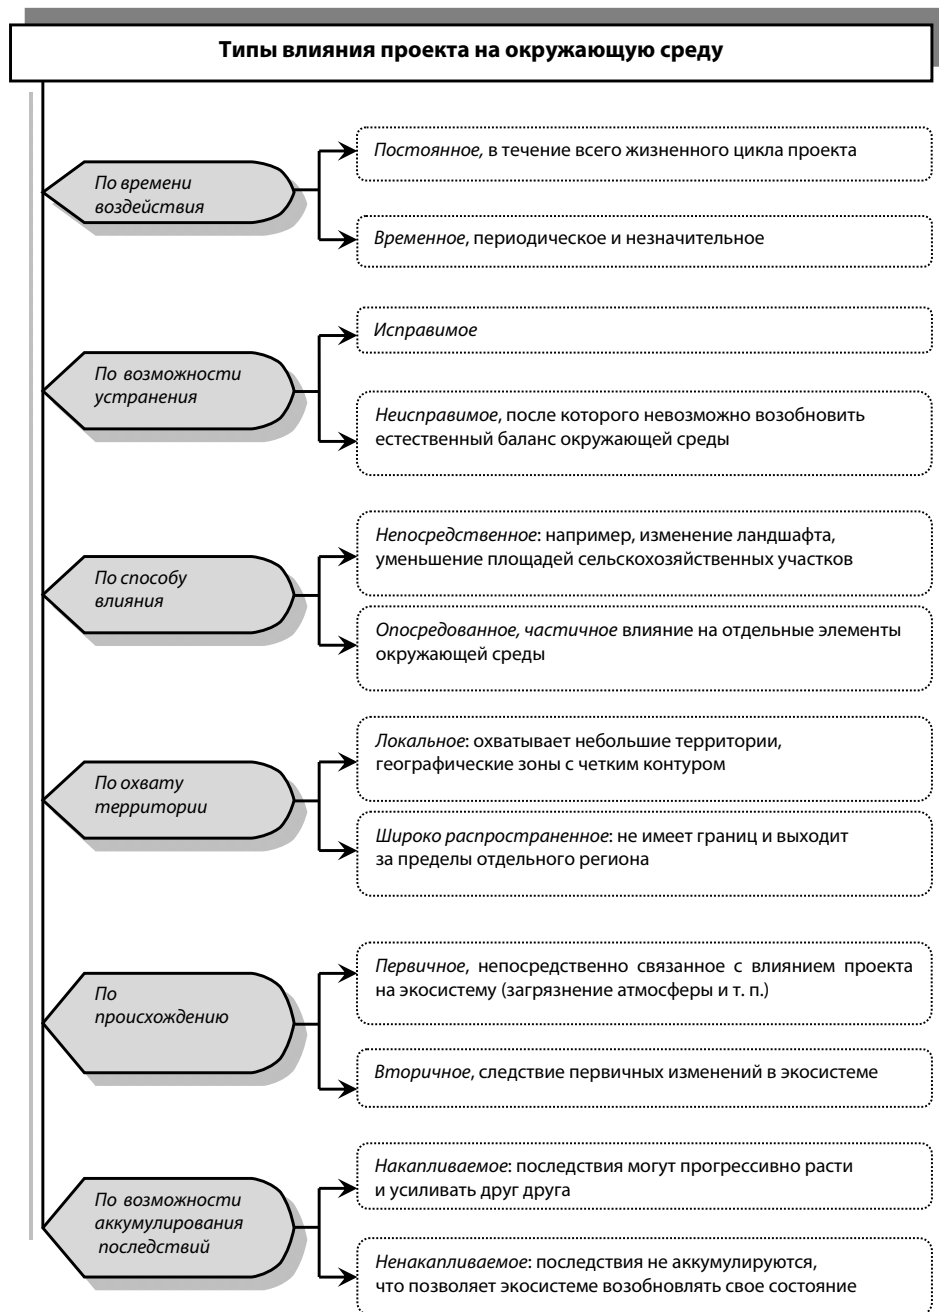 Типы влияния проекта на окружающую среду
По времени
воздействия
Постоянное, в течение всего жизненного цикла проекта
Временное, периодическое и незначительное
По возможности
устранения
Исправимое
Неисправимое, после которого невозможно возобновить
естественный баланс окружающей среды
По способу
влияния
Непосредственное: например, изменение ландшафта,
уменьшение площадей сельскохозяйственных участков
Опосредованное, частичное влияние на отдельные элементы
окружающей среды
По охвату
территории
Локальное: охватывает небольшие территории,
географические зоны с четким контуром
Широко распространенное: не имеет границ и выходит
за пределы отдельного региона
По
происхождению
Первичное, непосредственно связанное с влиянием проекта
на экосистему (загрязнение атмосферы и т. п.)
Вторичное, следствие первичных изменений в экосистеме
По возможности
аккумулирования
последствий
Накапливаемое: последствия могут прогрессивно расти
и усиливать друг друга
Ненакапливаемое: последствия не аккумулируются,
что позволяет экосистеме возобновлять свое состояние